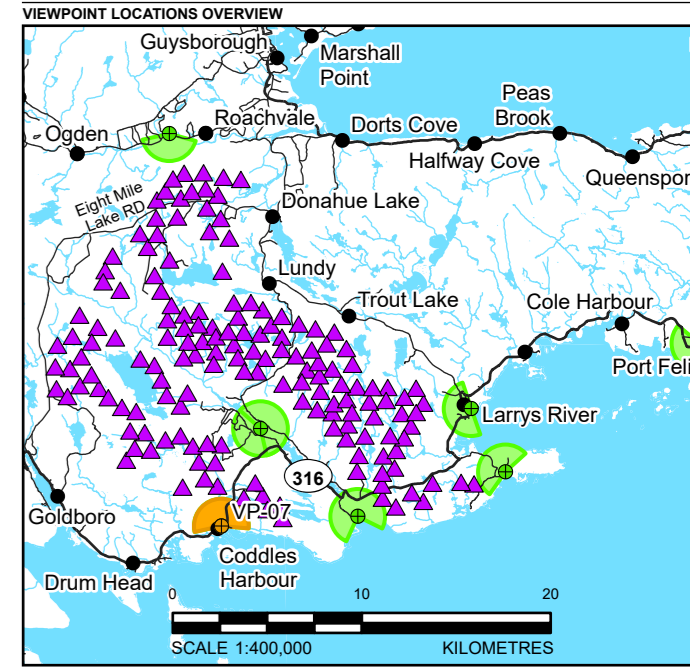 VIEWPOINT LOCATIONS OVERVIEW
Guysborough
Marshall
Point
Peas
Brook
Ogden
Roachvale
Dorts Cove
Halfway Cove
Queenspor
Eight Mile
Lake RD
Donahue Lake
Lundy
Trout Lake
Cole Harbour
Port Feli
Larrys River
316
Goldboro
VP-07
Coddles
Harbour
Drum Head
0 10 20
SCALE 1:400,000 KILOMETRES